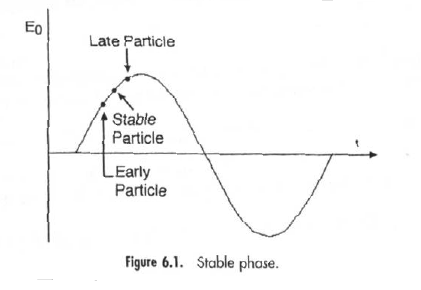 E0
Late Particle
Stable
Particle
t
Early
Particle
Figure 6.1. Stable phase.